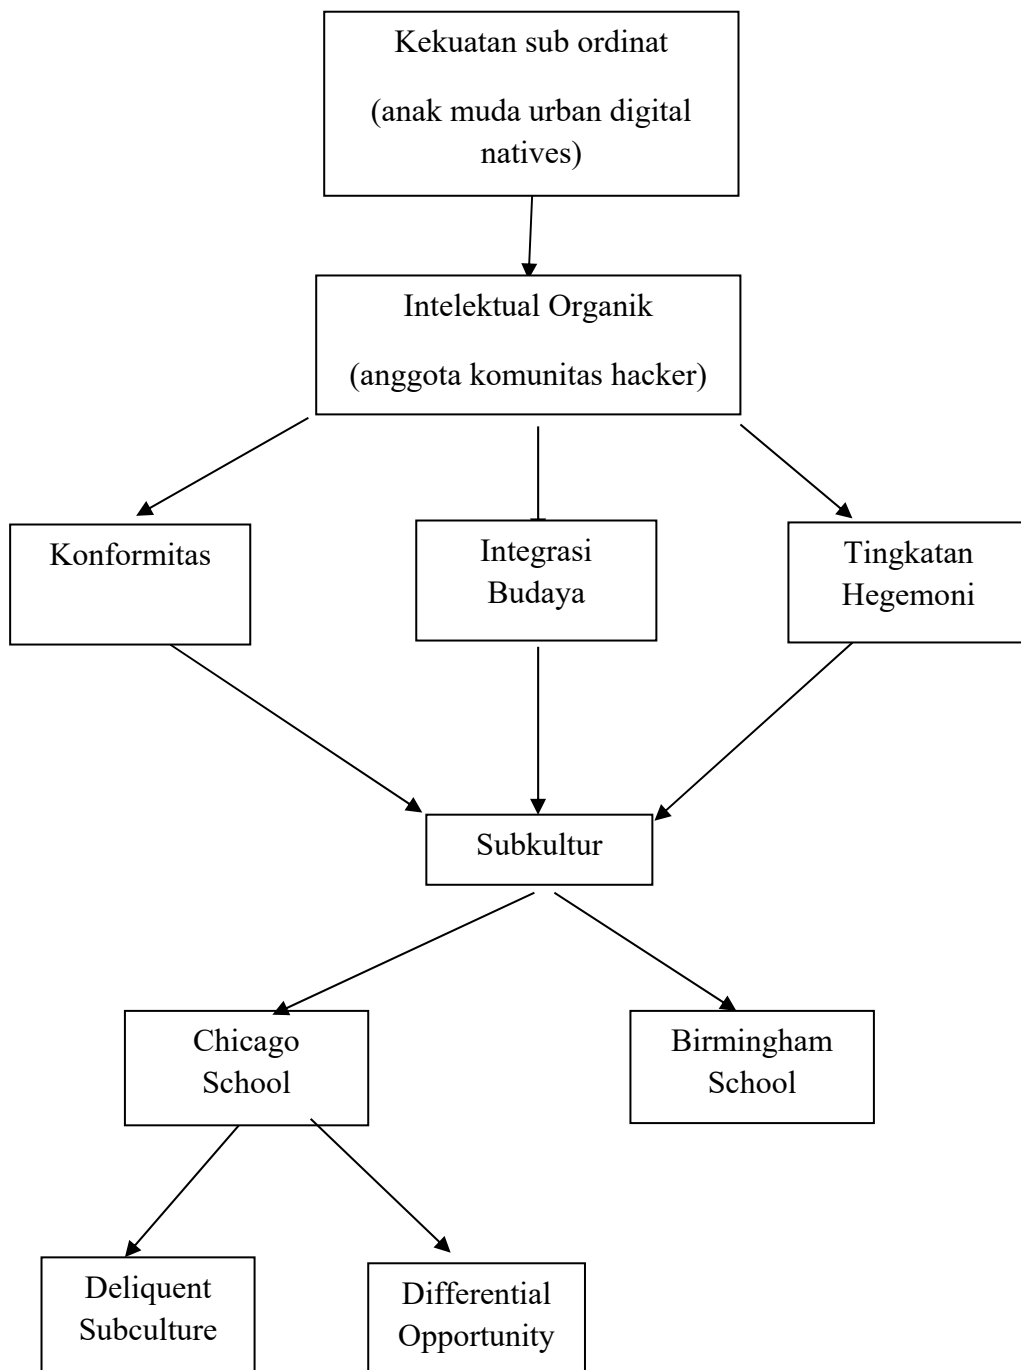 Kekuatan sub ordinat
(anak muda urban digital
natives)
Intelektual Organik
(anggota komunitas hacker)
Konformitas
Integrasi
Budaya
Tingkatan
Hegemoni
Subkultur
Chicago
School
Birmingham
School
Deliquent
Subculture
Differential
Opportunity